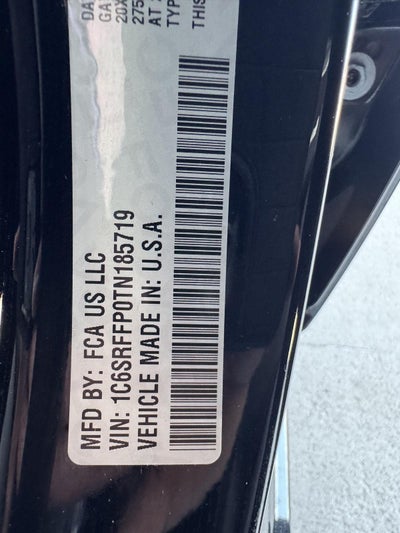 MFD BY: FCA US LLC
VIN: 1C6SRFFP0TN185719
VEHICLE MADE IN: U.S.A.